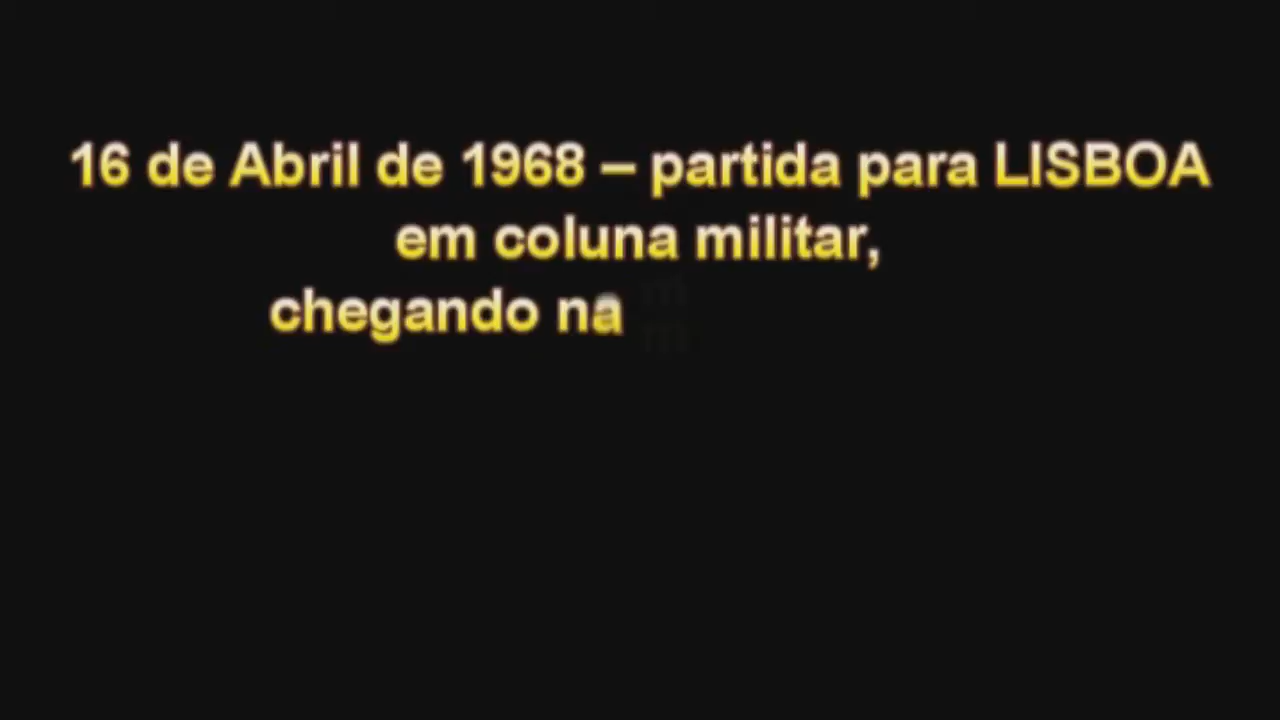 16 de Abril de 1968 – partida para LISBOA
em coluna militar,
chegando na